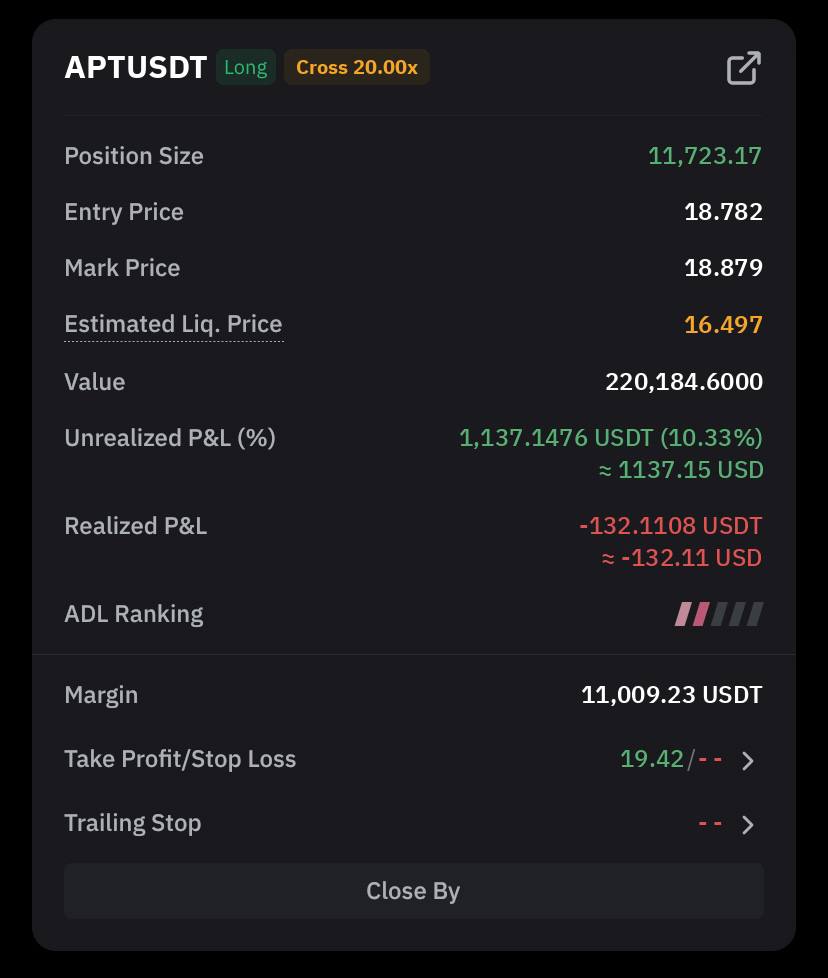 APTUSDT Long Cross 20.00x
Position Size 11,723.17
Entry Price 18.782
Mark Price 18.879
Estimated Liq. Price 16.497
Value 220,184.6000
Unrealized P&L (%) 1,137.1476 USDT (10.33%)
≈ 1137.15 USD
Realized P&L -132.1108 USDT
≈ -132.11 USD
ADL Ranking
Margin 11,009.23 USDT
Take Profit/Stop Loss 19.42/- -
Trailing Stop - -
Close By